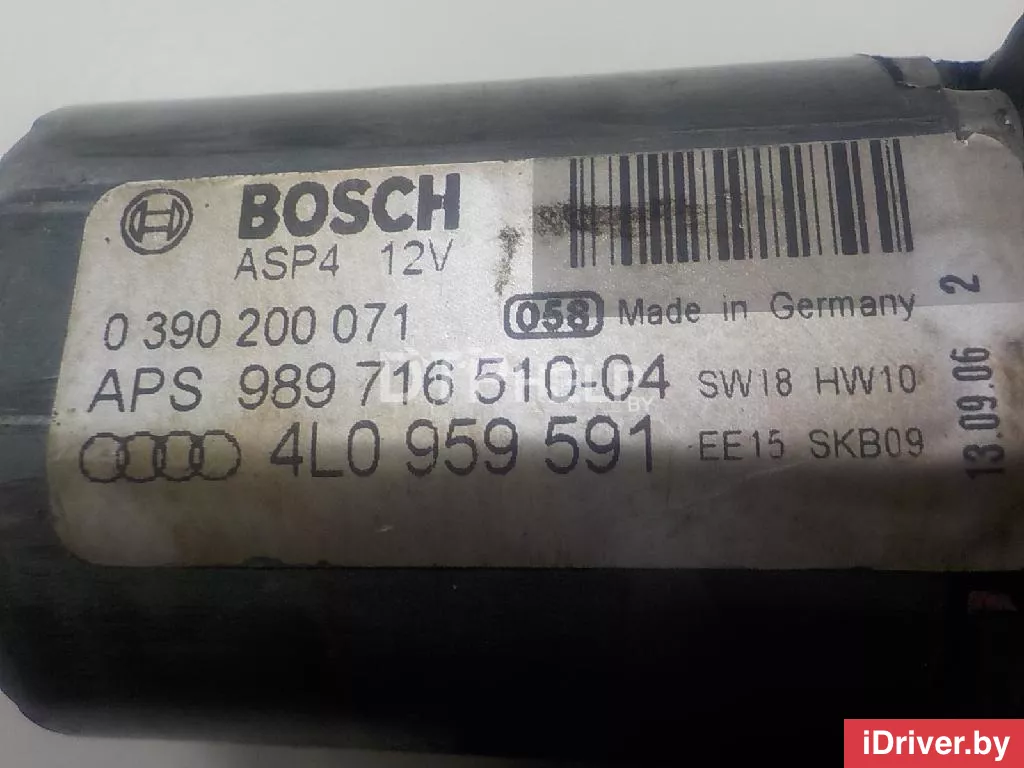 BOSCH
ASP4 12V
0 390 200 071
058 Made in Germany
APS 989 716 510-04 SW18 HW10
4L0 959 591 EE15 SKB09
13.09.06 2
iDriver.by